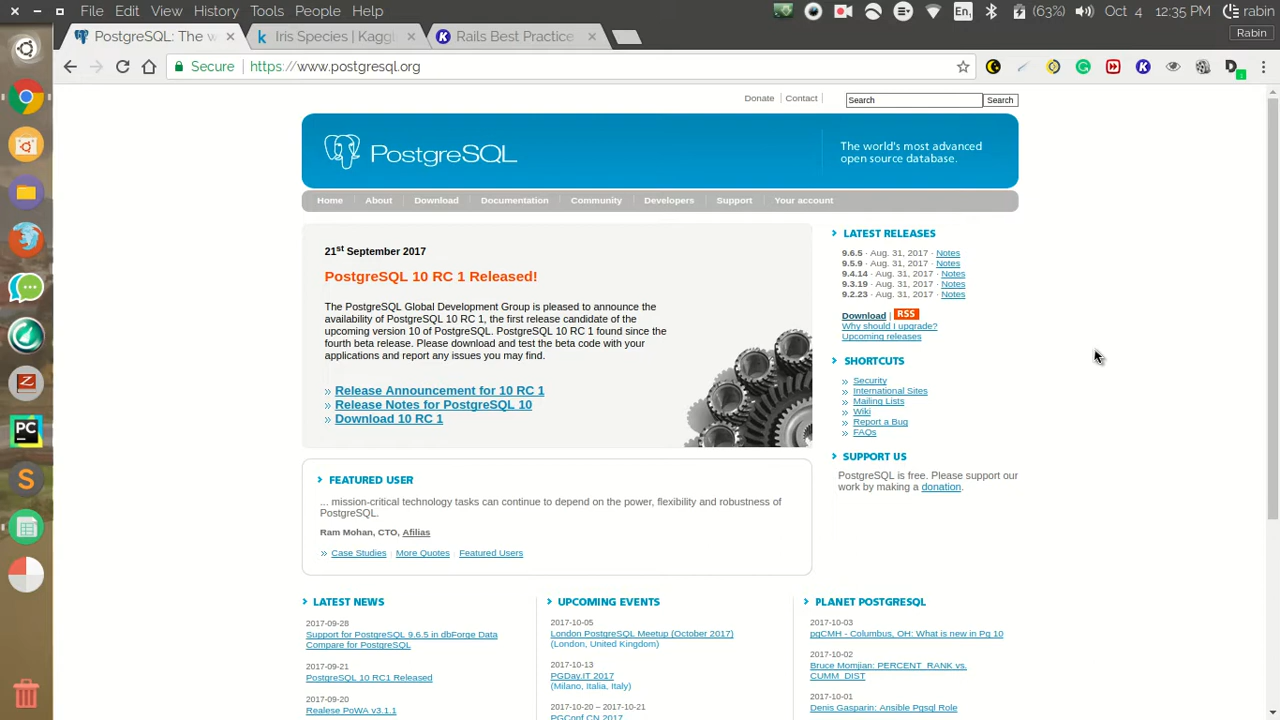 File Edit View History Bookmarks Tools People Window Help
(63%)
Oct 4 12:35 PM
rabin
PostgreSQL: The w
Iris Species | Kaggl
Rails Best Practice
Rabin
Secure
https://www.postgresql.org
Donate
Contact
Search
Search
PostgreSQL
The world's most advanced
open source database.
Home
About
Download
Documentation
Community
Developers
Support
Your account
21st September 2017
PostgreSQL 10 RC 1 Released!
The PostgreSQL Global Development Group is pleased to announce the
availability of PostgreSQL 10 RC 1, the first release candidate of the
upcoming version 10 of PostgreSQL. PostgreSQL 10 RC 1 found since the
fourth beta release. Please download and test the beta code with your
applications and report any issues you may find.
» Release Announcement for 10 RC 1
» Release Notes for PostgreSQL 10
» Download 10 RC 1
LATEST RELEASES
9.6.5 · Aug. 31, 2017 · Notes
9.5.9 · Aug. 31, 2017 · Notes
9.4.14 · Aug. 31, 2017 · Notes
9.3.19 · Aug. 31, 2017 · Notes
9.2.23 · Aug. 31, 2017 · Notes
Download | RSS
Why should I upgrade?
Upcoming releases
SHORTCUTS
» Security
» International Sites
» Mailing Lists
» Wiki
» Report a Bug
» FAQs
SUPPORT US
PostgreSQL is free. Please support our
work by making a donation.
FEATURED USER
... mission-critical technology tasks can continue to depend on the power, flexibility and robustness of
PostgreSQL.
Ram Mohan, CTO, Afilias
» Case Studies | More Quotes | Featured Users
LATEST NEWS
2017-09-28
Support for PostgreSQL 9.6.5 in dbForge Data
Compare for PostgreSQL
2017-09-21
PostgreSQL 10 RC1 Released
2017-09-20
Realese PoWA v3.1.1
UPCOMING EVENTS
2017-10-05
London PostgreSQL Meetup (October 2017)
(London, United Kingdom)
2017-10-13
PGDay.IT 2017
(Milano, Italia, Italy)
2017-10-20 – 2017-10-21
PGConf.CN 2017
PLANET POSTGRESQL
2017-10-03
pgCMH - Columbus, OH: What is new in Pg 10
2017-10-02
Bruce Momjian: PERCENT_RANK vs.
CUMM_DIST
2017-10-01
Denis Gasparin: Ansible Pgsql Role
PC
S
Z